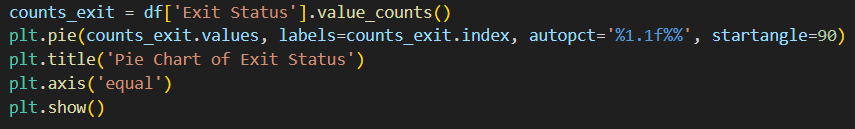 counts_exit = df['Exit Status'].value_counts()
plt.pie(counts_exit.values, labels=counts_exit.index, autopct='%1.1f%%', startangle=90)
plt.title('Pie Chart of Exit Status')
plt.axis('equal')
plt.show()